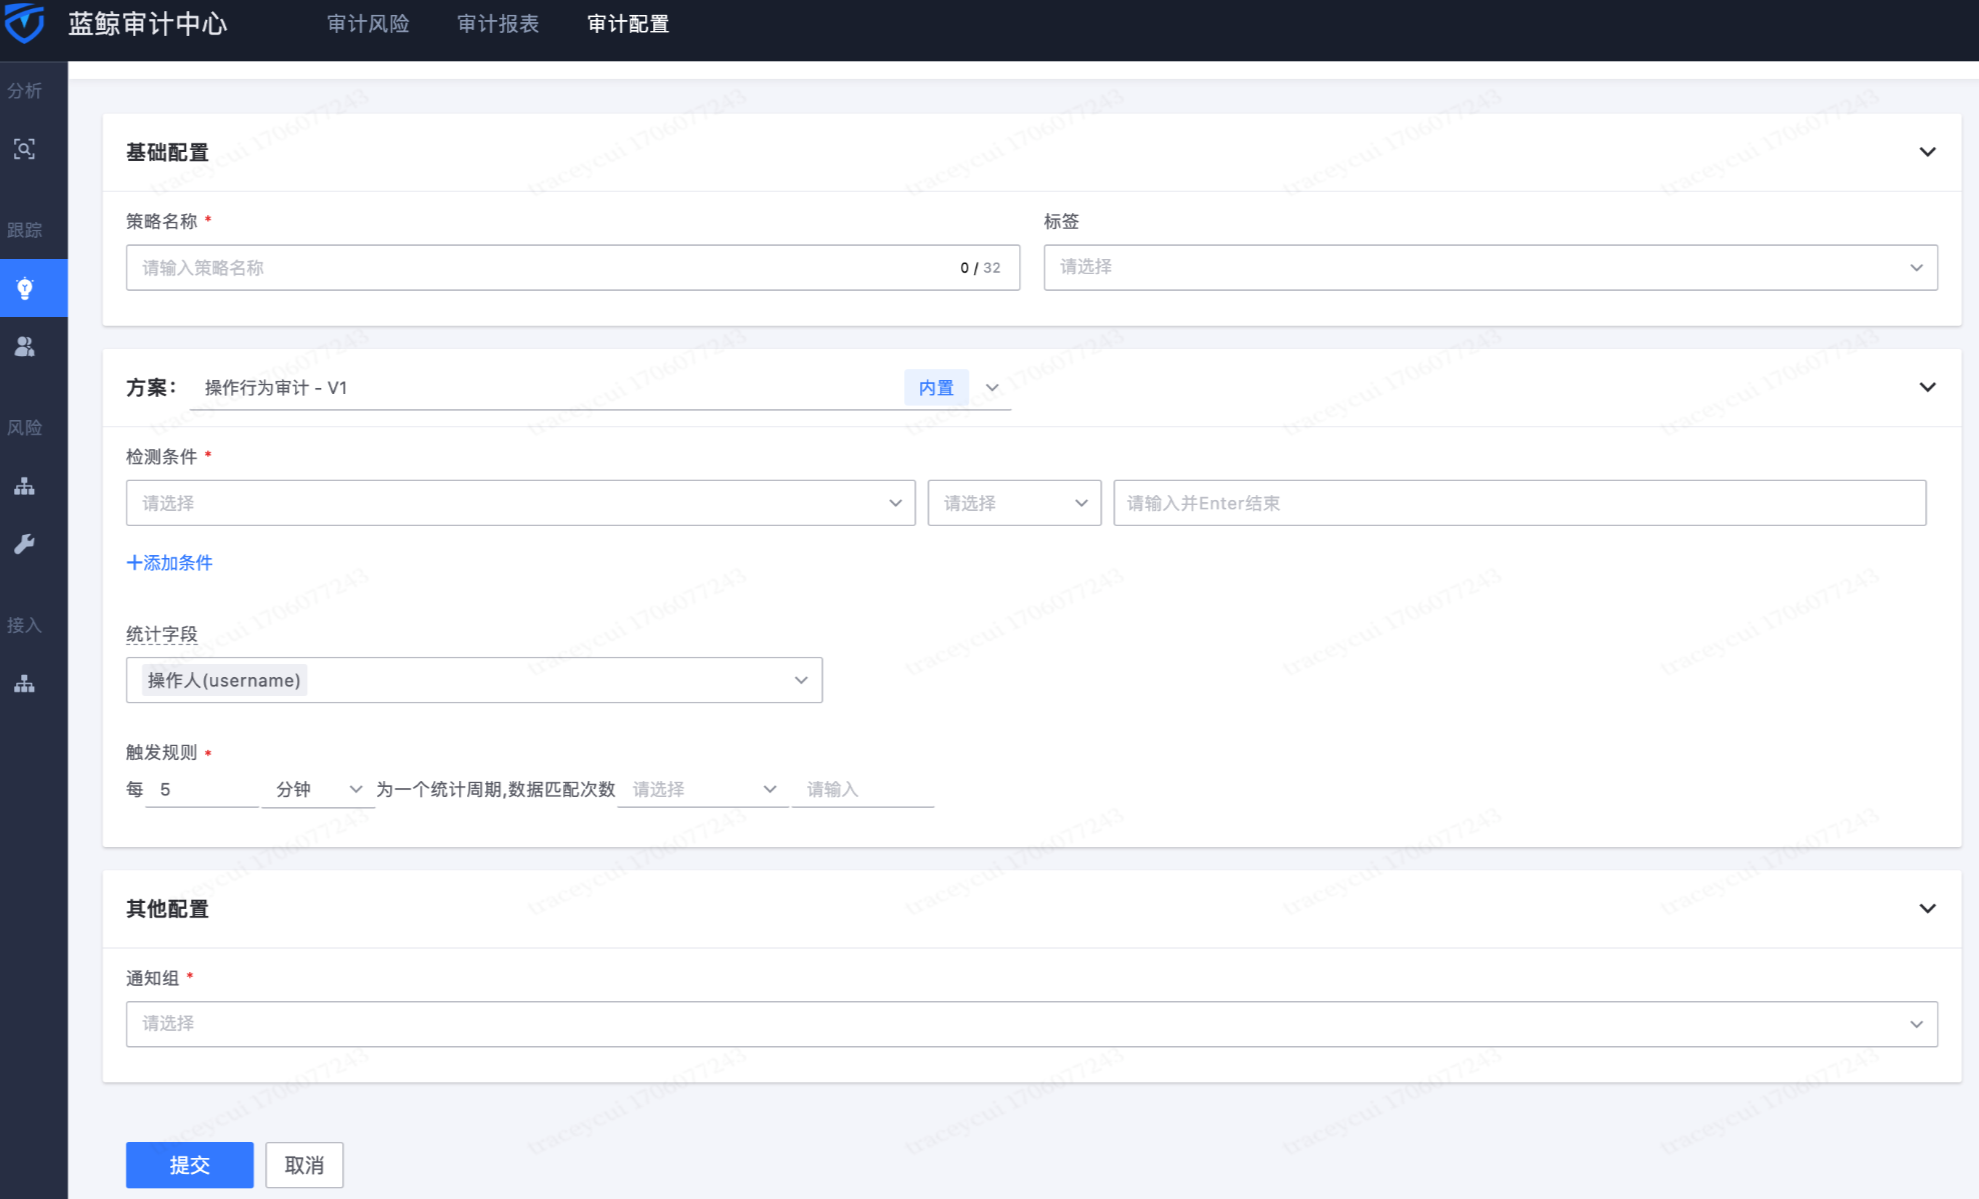 蓝鲸审计中心 审计风险 审计报表 审计配置
分析
跟踪
风险
接入
基础配置
策略名称 * 标签
请输入策略名称 0 / 32 请选择
方案： 操作行为审计 - V1 内置
检测条件 *
请选择 请选择 请输入并Enter结束
+添加条件
统计字段
操作人(username)
触发规则 *
每 5 分钟 为一个统计周期,数据匹配次数 请选择 请输入
其他配置
通知组 *
请选择
提交 取消
traceycui 1706077243